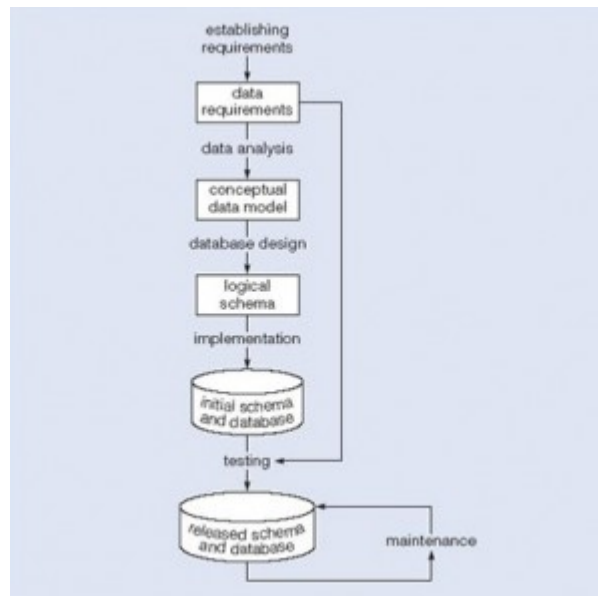 establishing
requirements
data
requirements
data analysis
conceptual
data model
database design
logical
schema
implementation
initial schema
and database
testing
released schema
and database
maintenance